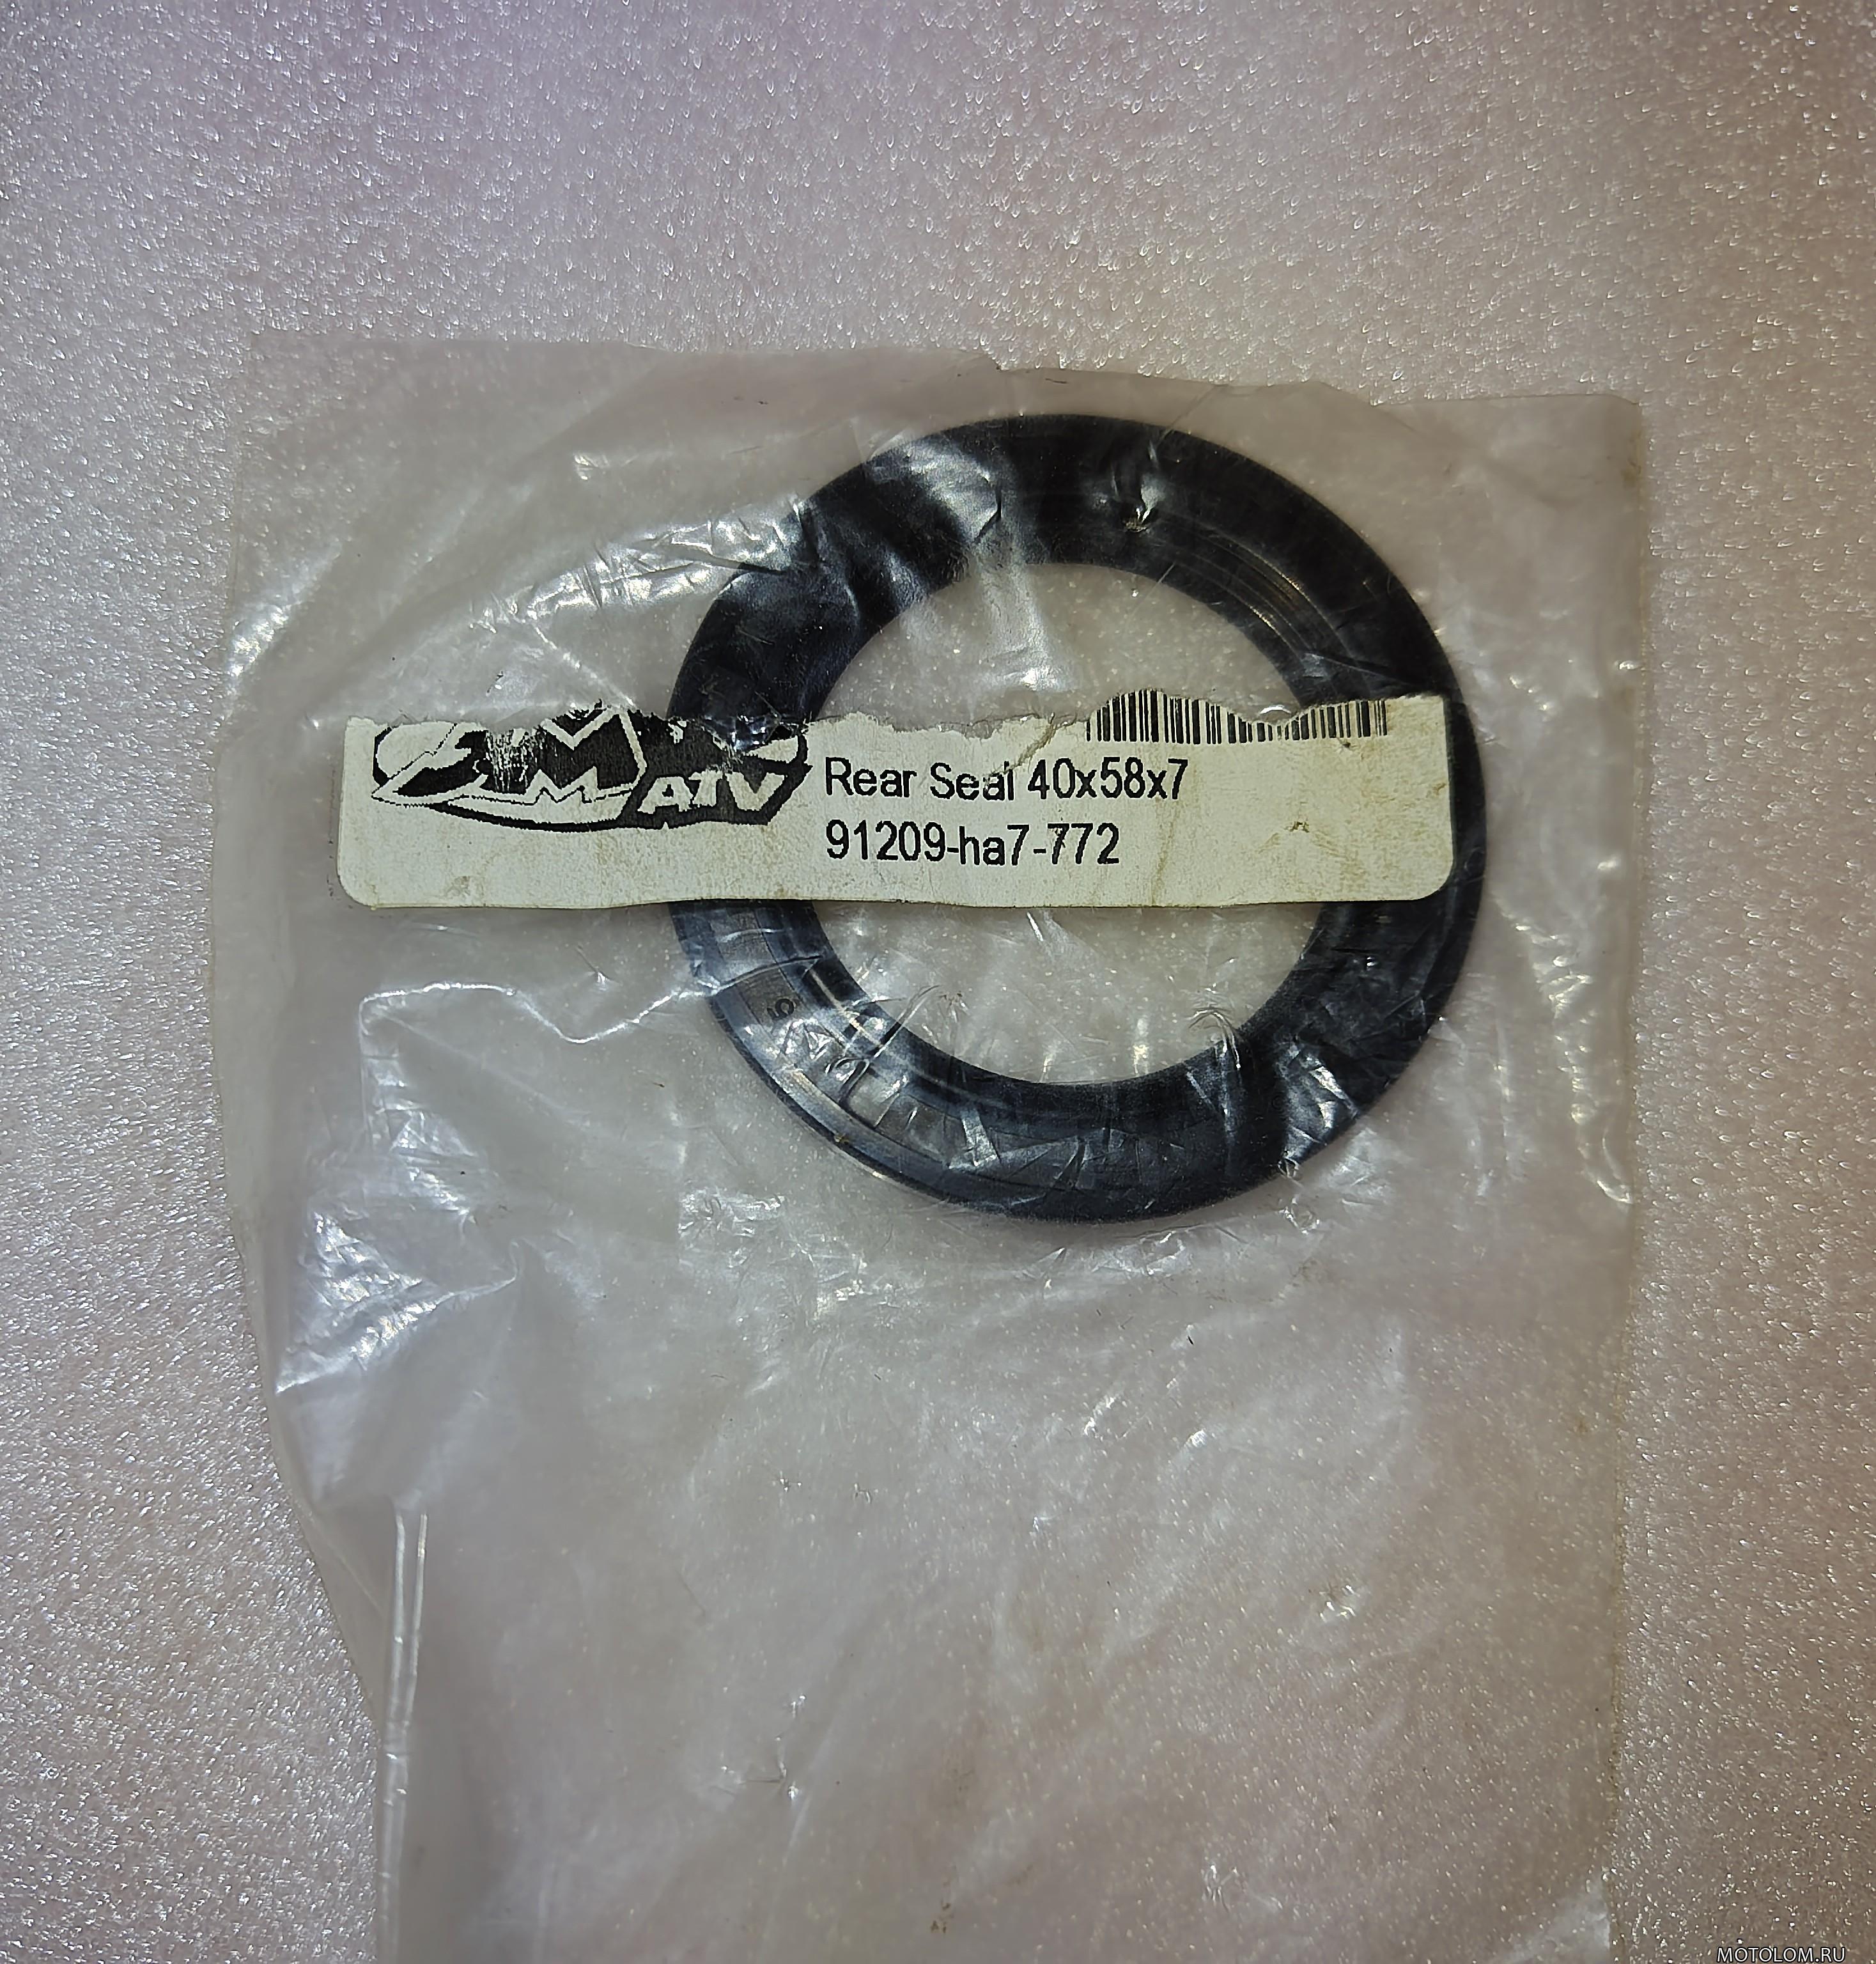 ATV
Rear Seal 40x58x7
91209-ha7-772
MOTOLOM.RU